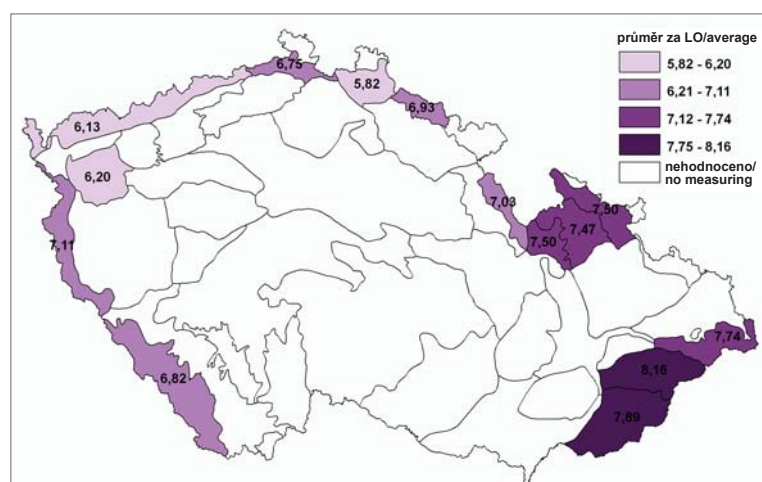 průměr za LO/average
5,82 - 6,20
6,21 - 7,11
7,12 - 7,74
7,75 - 8,16
nehodnoceno/
no measuring
6,75
5,82
6,93
6,13
6,20
7,03
7,50
7,11
7,50
7,47
7,74
6,82
8,16
7,89